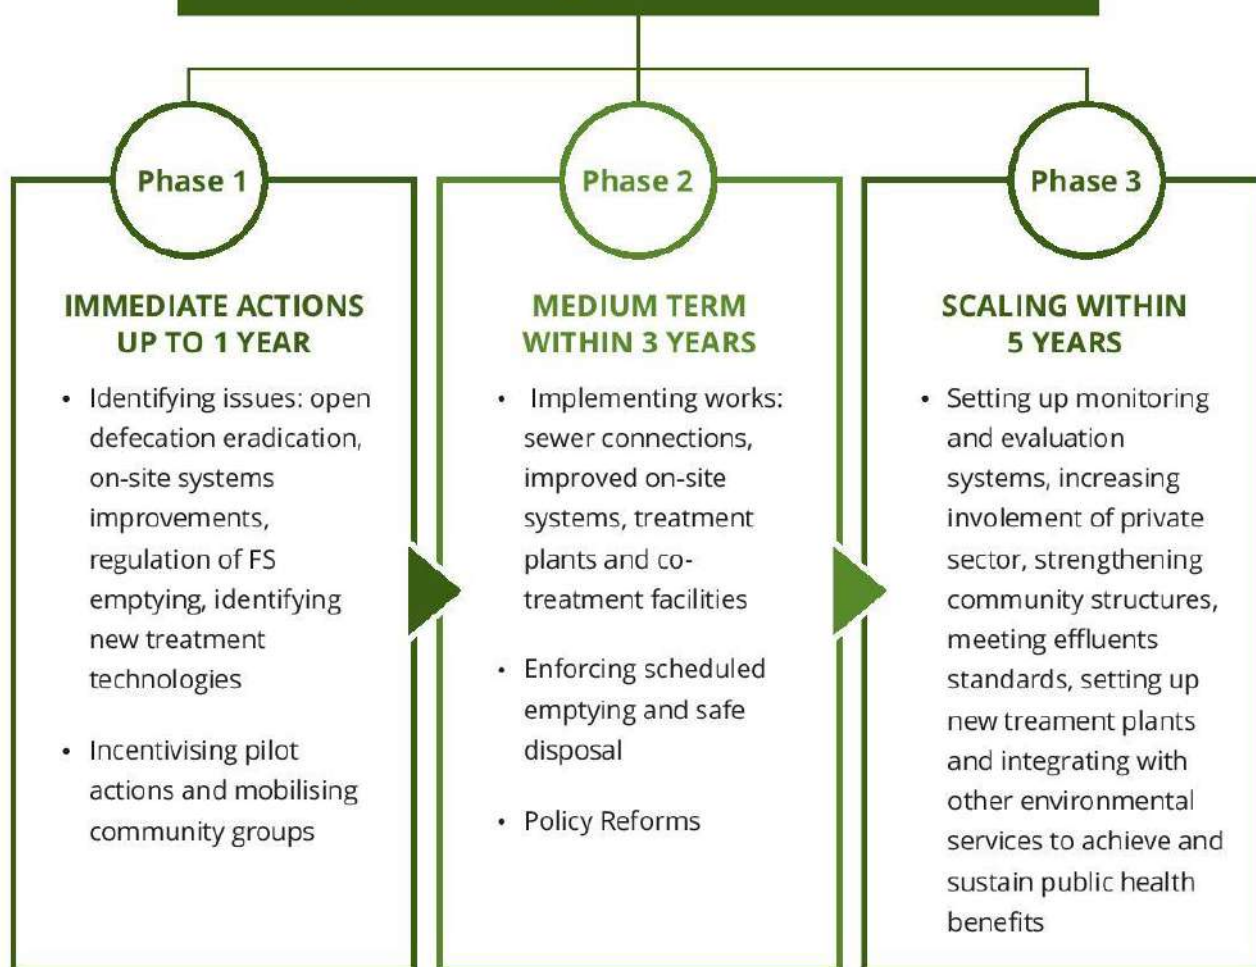 Phase 1
IMMEDIATE ACTIONS
UP TO 1 YEAR
• Identifying issues: open
defecation eradication,
on-site systems
improvements,
regulation of FS
emptying, identifying
new treatment
technologies
• Incentivising pilot
actions and mobilising
community groups
Phase 2
MEDIUM TERM
WITHIN 3 YEARS
• Implementing works:
sewer connections,
improved on-site
systems, treatment
plants and co-
treatment facilities
• Enforcing scheduled
emptying and safe
disposal
• Policy Reforms
Phase 3
SCALING WITHIN
5 YEARS
• Setting up monitoring
and evaluation
systems, increasing
involement of private
sector, strengthening
community structures,
meeting effluents
standards, setting up
new treament plants
and integrating with
other environmental
services to achieve and
sustain public health
benefits